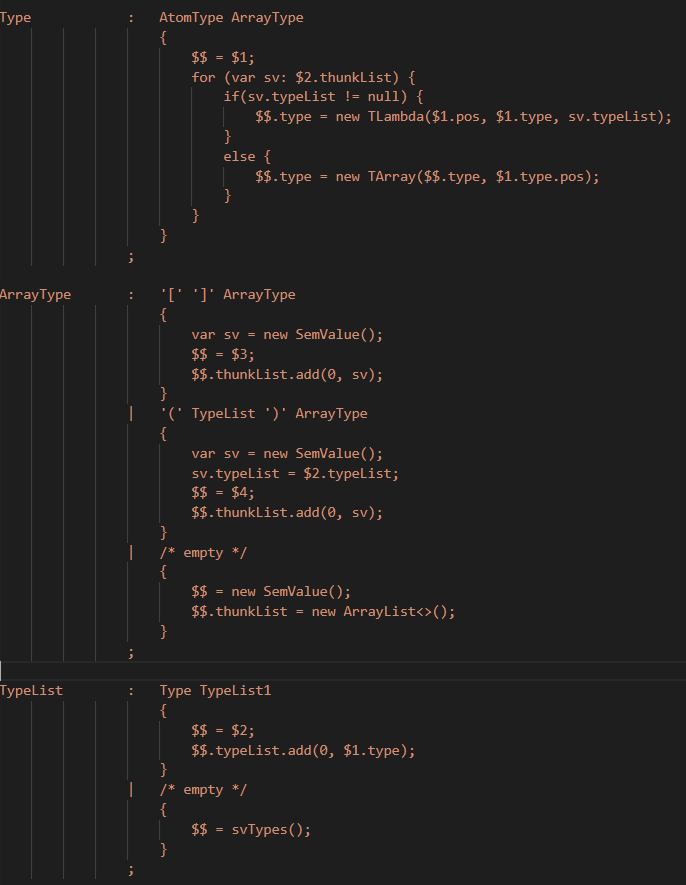 Type            :   AtomType ArrayType
                    {
                        $$ = $1;
                        for (var sv: $2.thunkList) {
                            if(sv.typeList != null) {
                                $$.type = new TLambda($1.pos, $1.type, sv.typeList);
                            }
                            else {
                                $$.type = new TArray($$.type, $1.type.pos);
                            }
                        }
                    }
                ;
ArrayType       :   '[' ']' ArrayType
                    {
                        var sv = new SemValue();
                        $$ = $3;
                        $$.thunkList.add(0, sv);
                    }
                |   '(' TypeList ')' ArrayType
                    {
                        var sv = new SemValue();
                        sv.typeList = $2.typeList;
                        $$ = $4;
                        $$.thunkList.add(0, sv);
                    }
                |   /* empty */
                    {
                        $$ = new SemValue();
                        $$.thunkList = new ArrayList<>();
                    }
                ;
TypeList        :   Type TypeList1
                    {
                        $$ = $2;
                        $$.typeList.add(0, $1.type);
                    }
                |   /* empty */
                    {
                        $$ = svTypes();
                    }
                ;